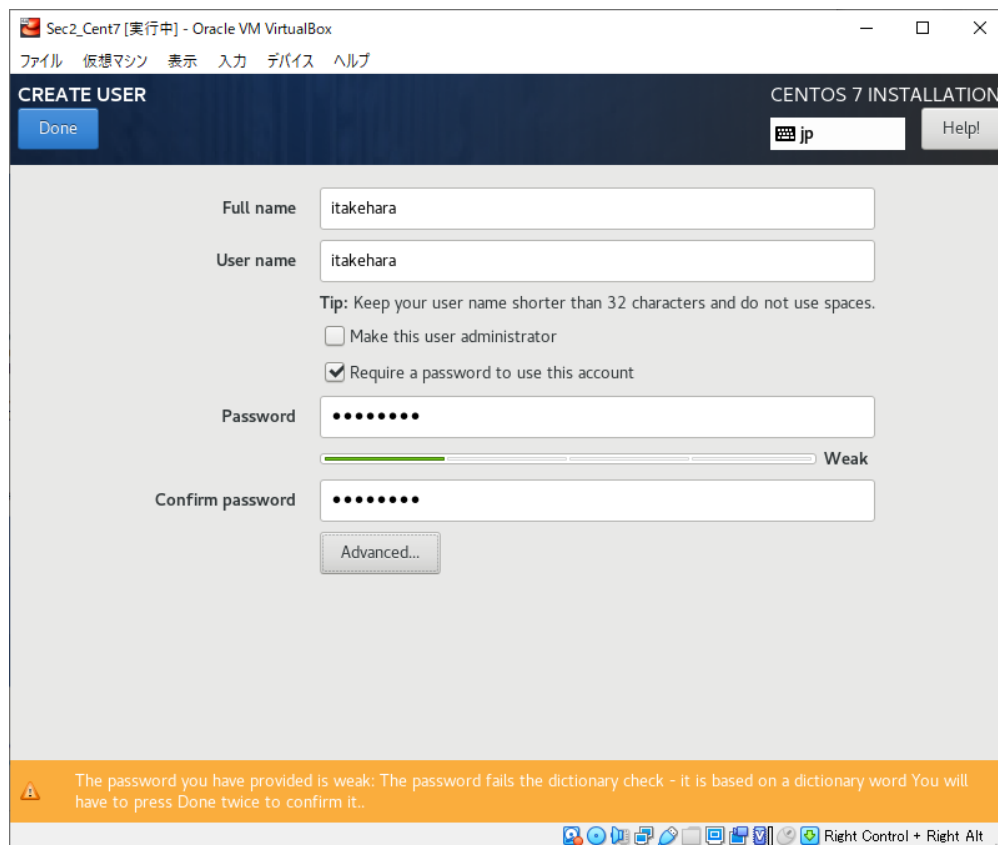 Sec2_Cent7 [実行中] - Oracle VM VirtualBox
ファイル 仮想マシン 表示 入力 デバイス ヘルプ
CREATE USER
CENTOS 7 INSTALLATION
Done
jp
Help!
Full name
itakehara
User name
itakehara
Tip: Keep your user name shorter than 32 characters and do not use spaces.
Make this user administrator
Require a password to use this account
Password
••••••••
Weak
Confirm password
••••••••
Advanced...
The password you have provided is weak: The password fails the dictionary check - it is based on a dictionary word You will
have to press Done twice to confirm it..
Right Control + Right Alt